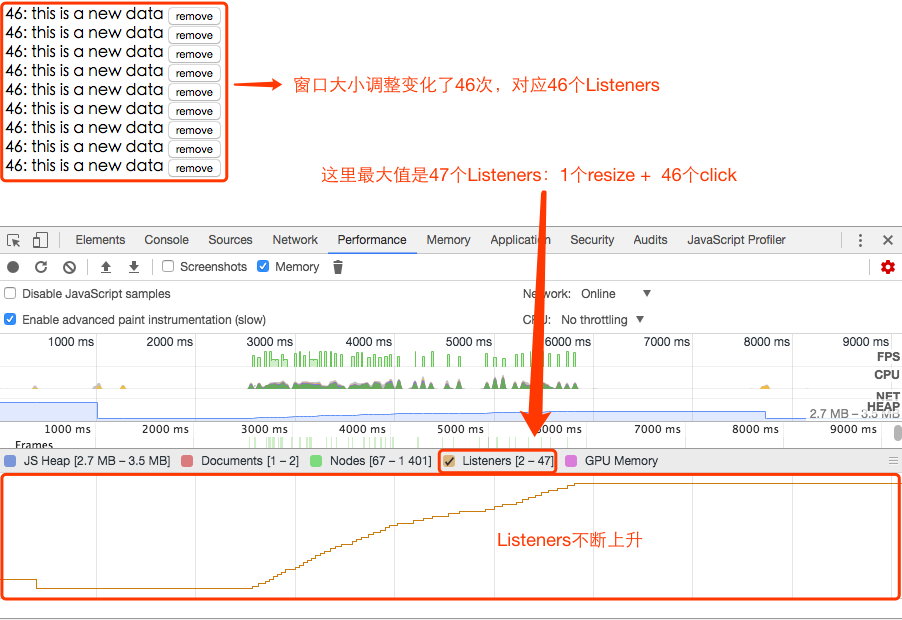 46: this is a new data remove
46: this is a new data remove
46: this is a new data remove
46: this is a new data remove
46: this is a new data remove
46: this is a new data remove
46: this is a new data remove
46: this is a new data remove
46: this is a new data remove
窗口大小调整变化了46次，对应46个Listeners
这里最大值是47个Listeners：1个resize + 46个click
Elements Console Sources Network Performance Memory Application Security Audits JavaScript Profiler
Screenshots Memory
Disable JavaScript samples Network: Online
Enable advanced paint instrumentation (slow) CPU: No throttling
1000 ms 2000 ms 3000 ms 4000 ms 5000 ms 6000 ms 7000 ms 8000 ms 9000 ms
FPS
CPU
NET
HEAP
2.7 MB – 3.5 MB
1000 ms 2000 ms 3000 ms 4000 ms 5000 ms 6000 ms 7000 ms 8000 ms 9000 ms
Frames
JS Heap [2.7 MB – 3.5 MB] Documents [1 – 2] Nodes [67 – 1 401] Listeners [2 – 47] GPU Memory
Listeners不断上升